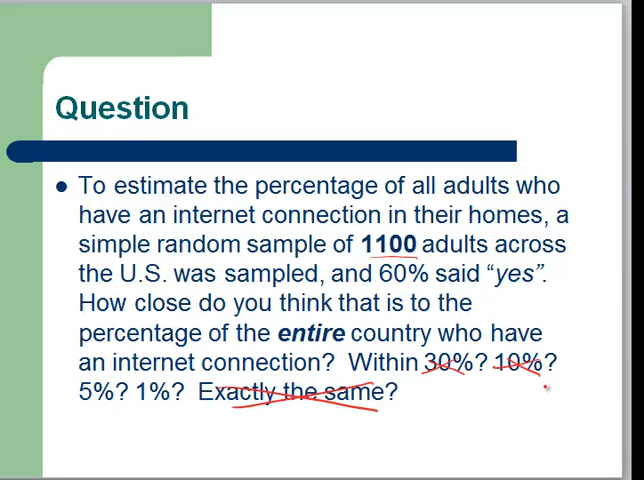 Question
To estimate the percentage of all adults who
have an internet connection in their homes, a
simple random sample of 1100 adults across
the U.S. was sampled, and 60% said “yes”.
How close do you think that is to the
percentage of the entire country who have
an internet connection? Within 30%? 10%?
5%? 1%? Exactly the same?